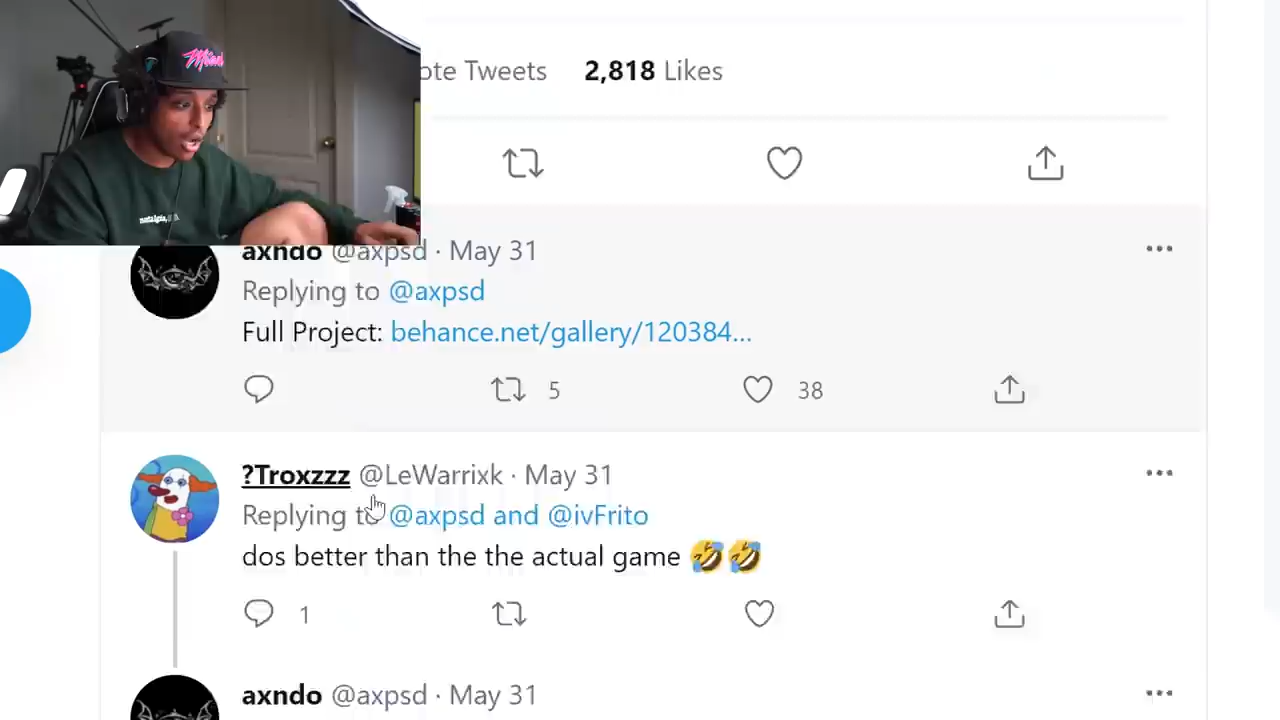 Miami
ote Tweets 2,818 Likes
axndo @axpsd · May 31
Replying to @axpsd
Full Project: behance.net/gallery/120384...
5 38
?Troxzzz @LeWarrixk · May 31
Replying to @axpsd and @ivFrito
dos better than the the actual game 🤣🤣
1
axndo @axpsd · May 31